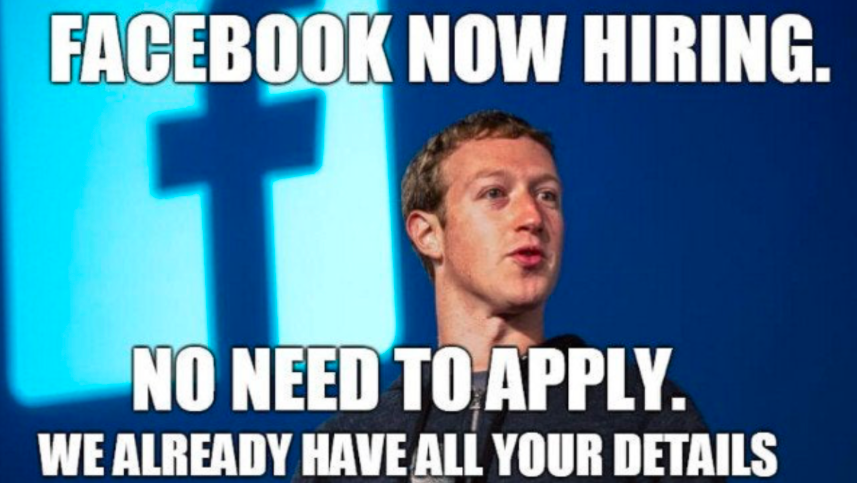 FACEBOOK NOW HIRING.
NO NEED TO APPLY.
WE ALREADY HAVE ALL YOUR DETAILS